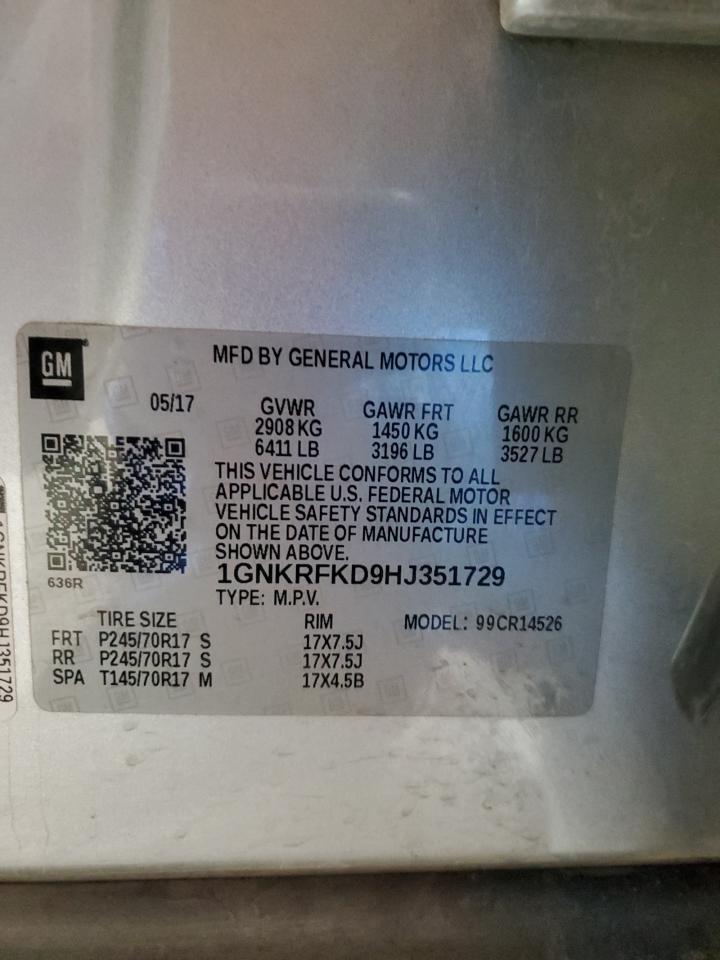 GM
MFD BY GENERAL MOTORS LLC
05/17
GVWR GAWR FRT GAWR RR
2908 KG 1450 KG 1600 KG
6411 LB 3196 LB 3527 LB
THIS VEHICLE CONFORMS TO ALL
APPLICABLE U.S. FEDERAL MOTOR
VEHICLE SAFETY STANDARDS IN EFFECT
ON THE DATE OF MANUFACTURE
SHOWN ABOVE.
636R
1GNKRFKD9HJ351729
TYPE: M.P.V.
TIRE SIZE RIM MODEL: 99CR14526
FRT P245/70R17 S 17X7.5J
RR P245/70R17 S 17X7.5J
SPA T145/70R17 M 17X4.5B
1GNKRFKD9HJ351729